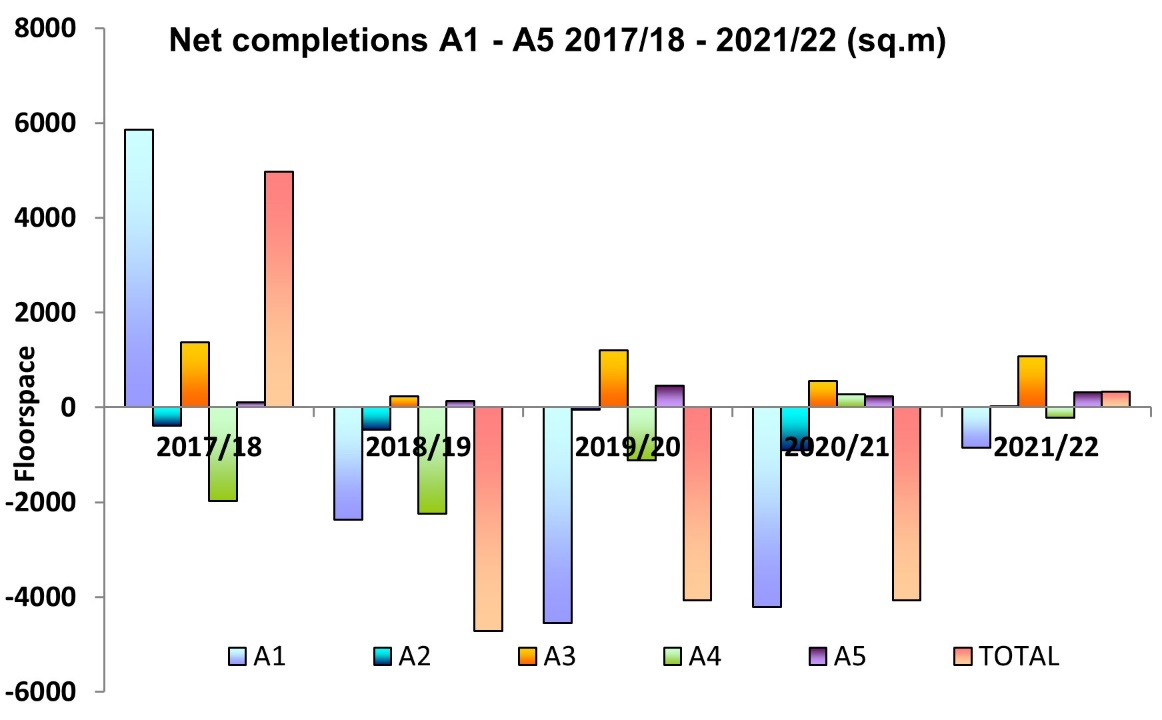 Net completions A1 - A5 2017/18 - 2021/22 (sq.m)
8000
6000
4000
2000
0
-2000
-4000
-6000
Floorspace
2017/18 2018/19 2019/20 2020/21 2021/22
A1 A2 A3 A4 A5 TOTAL